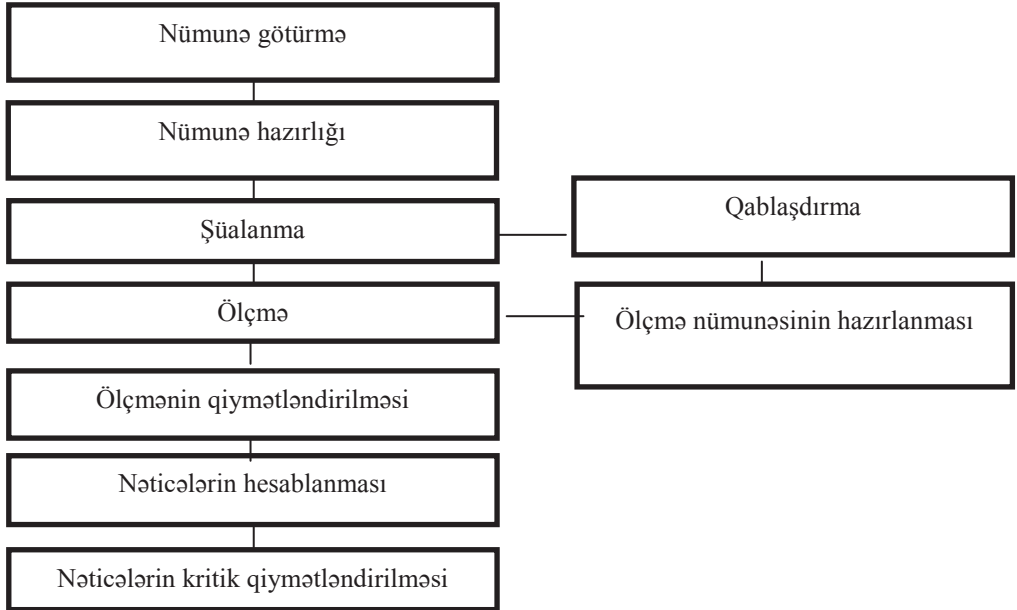 Nümunə götürmə
Nümunə hazırlığı
Şüalanma
Qablaşdırma
Ölçmə
Ölçmə nümunəsinin hazırlanması
Ölçmənin qiymətləndirilməsi
Nəticələrin hesablanması
Nəticələrin kritik qiymətləndirilməsi